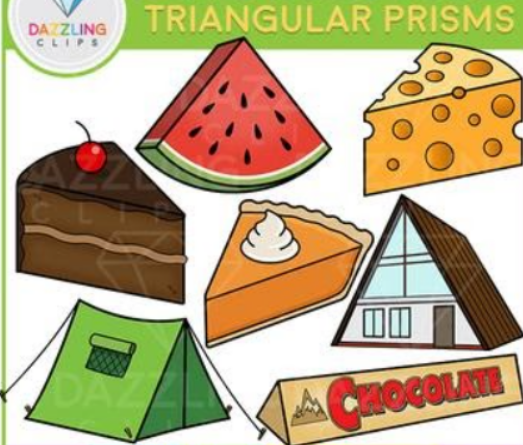 TRIANGULAR PRISMS
DAZZLING
CLIPS
CHOCOLATE